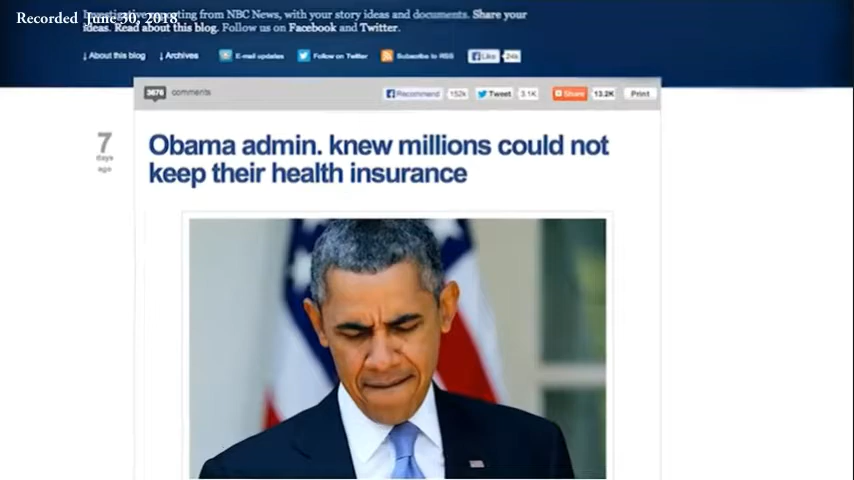 Recorded June 30, 2018
reporting from NBC News, with your story ideas and documents. Share your
ideas. Read about this blog. Follow us on Facebook and Twitter.
↓ About this blog ↓ Archives E-mail updates Follow on Twitter Subscribe to RSS Like 24k
3676 comments Recommend 152k Tweet 3.1K Share 13.2K Print
7
days
ago
Obama admin. knew millions could not
keep their health insurance